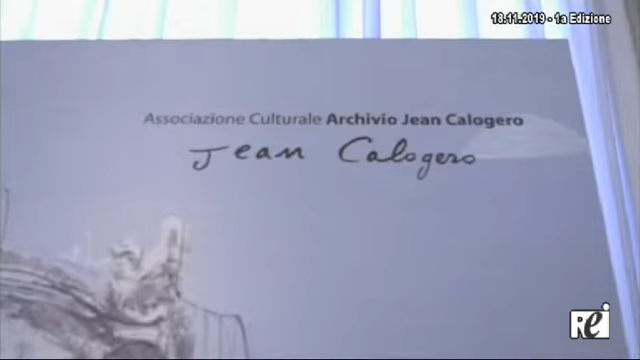 18.11.2019 - 1a Edizione
Associazione Culturale Archivio Jean Calogero
Jean Calogero
REi